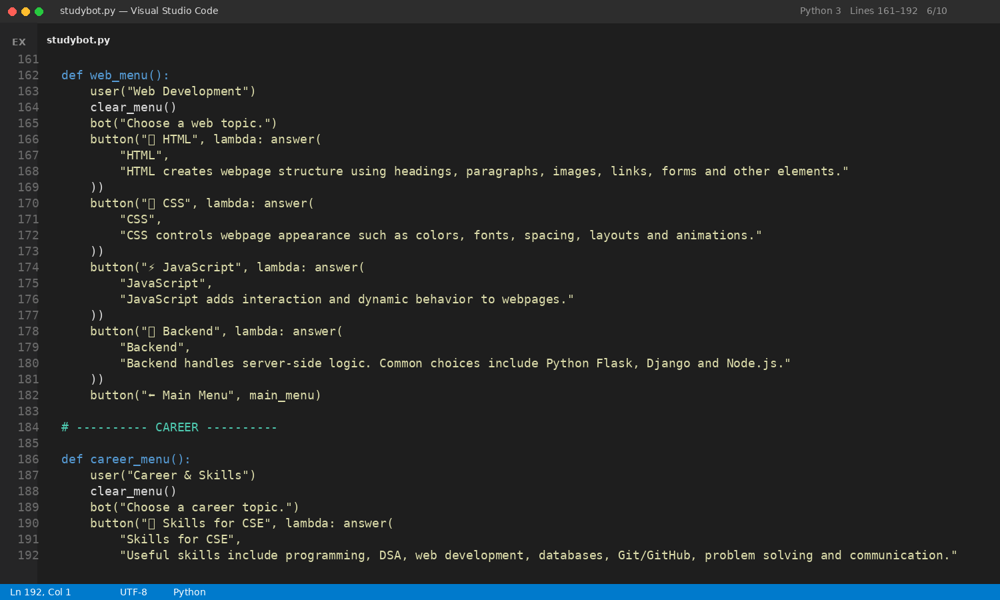 studybot.py — Visual Studio Code
Python 3 Lines 161–192 6/10
EX
studybot.py
161
162 def web_menu():
163     user("Web Development")
164     clear_menu()
165     bot("Choose a web topic.")
166     button("▯ HTML", lambda: answer(
167         "HTML",
168         "HTML creates webpage structure using headings, paragraphs, images, links, forms and other elements."
169     ))
170     button("▯ CSS", lambda: answer(
171         "CSS",
172         "CSS controls webpage appearance such as colors, fonts, spacing, layouts and animations."
173     ))
174     button("⚡ JavaScript", lambda: answer(
175         "JavaScript",
176         "JavaScript adds interaction and dynamic behavior to webpages."
177     ))
178     button("▯ Backend", lambda: answer(
179         "Backend",
180         "Backend handles server-side logic. Common choices include Python Flask, Django and Node.js."
181     ))
182     button("⬅ Main Menu", main_menu)
183
184 # ---------- CAREER ----------
185
186 def career_menu():
187     user("Career & Skills")
188     clear_menu()
189     bot("Choose a career topic.")
190     button("▯ Skills for CSE", lambda: answer(
191         "Skills for CSE",
192         "Useful skills include programming, DSA, web development, databases, Git/GitHub, problem solving and communication."
Ln 192, Col 1 UTF-8 Python